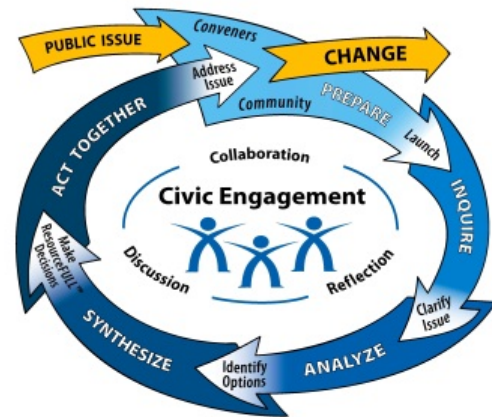 PUBLIC ISSUE
Conveners
Address
Issue
CHANGE
Community
PREPARE
Launch
INQUIRE
Clarify
Issue
ANALYZE
Identify
Options
SYNTHESIZE
Make
ResourceFULL™
Decisions
ACT TOGETHER
Collaboration
Civic Engagement
Discussion
Reflection